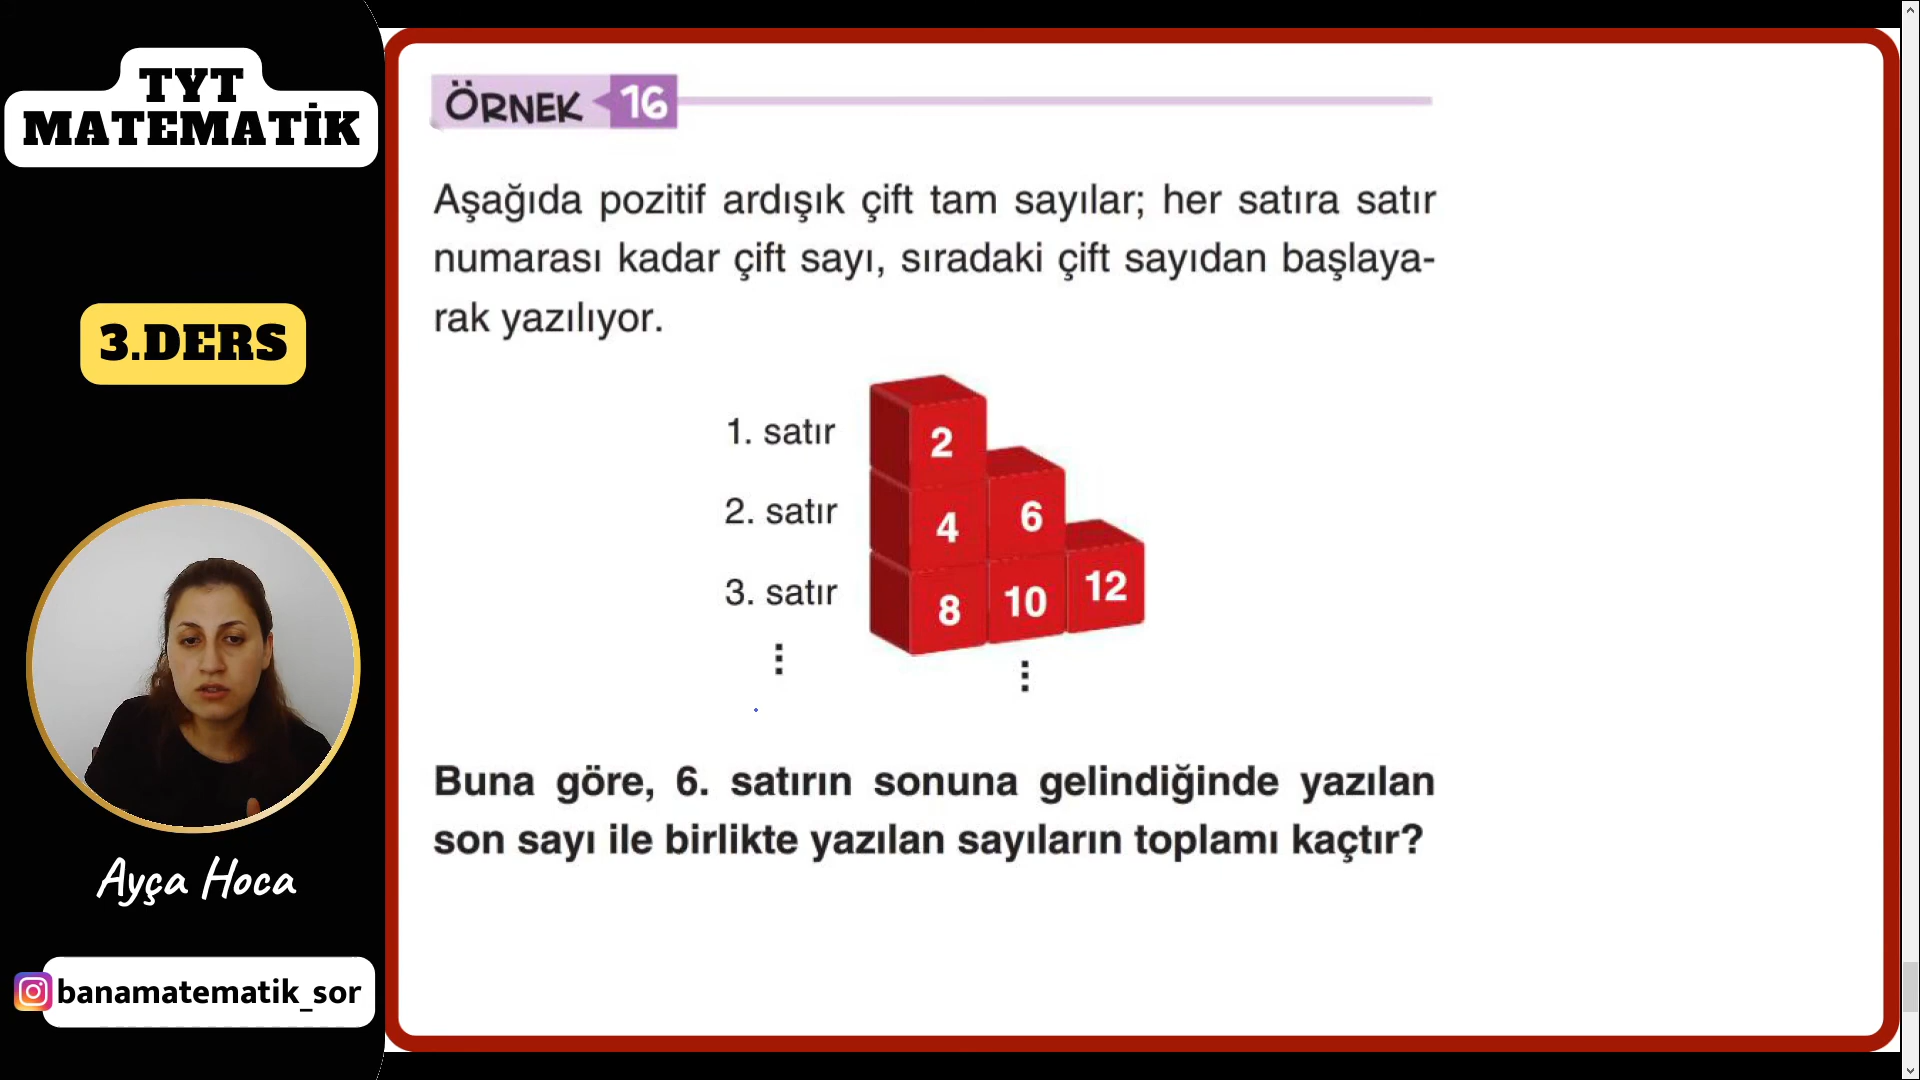 TYT
MATEMATİK
3.DERS
Ayça Hoca
banamatematik_sor
ÖRNEK 16
Aşağıda pozitif ardışık çift tam sayılar; her satıra satır
numarası kadar çift sayı, sıradaki çift sayıdan başlaya-
rak yazılıyor.
1. satır
2
2. satır
4 6
3. satır
8 10 12
Buna göre, 6. satırın sonuna gelindiğinde yazılan
son sayı ile birlikte yazılan sayıların toplamı kaçtır?